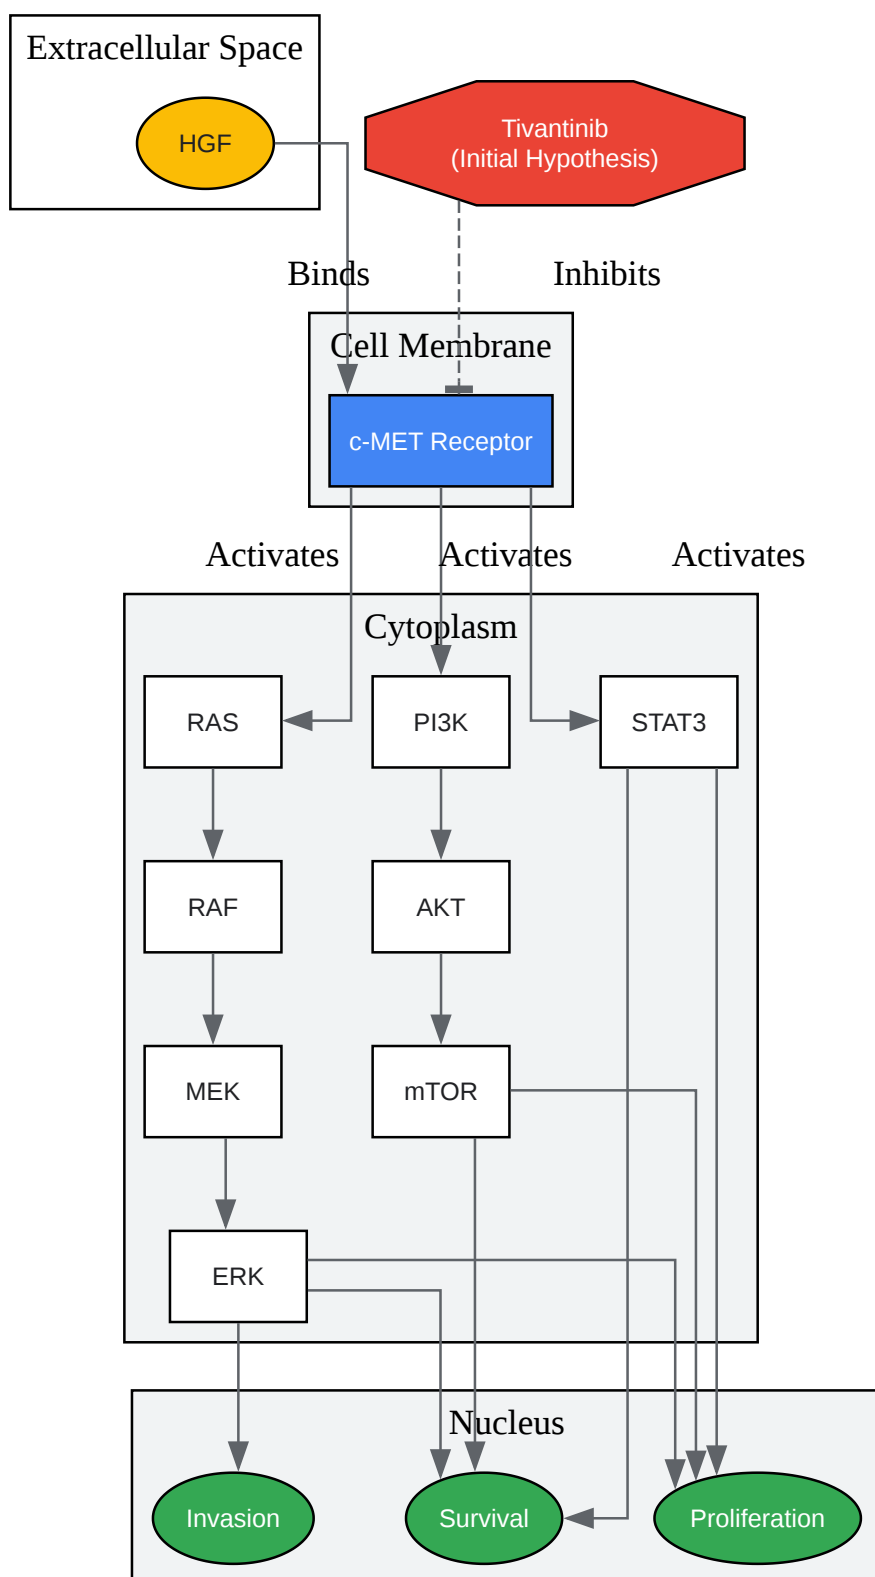 Extracellular Space
HGF
Tivantinib
(Initial Hypothesis)
Binds
Inhibits
Cell Membrane
c-MET Receptor
Activates
Activates
Activates
Cytoplasm
RAS
PI3K
STAT3
RAF
AKT
MEK
mTOR
ERK
Nucleus
Invasion
Survival
Proliferation